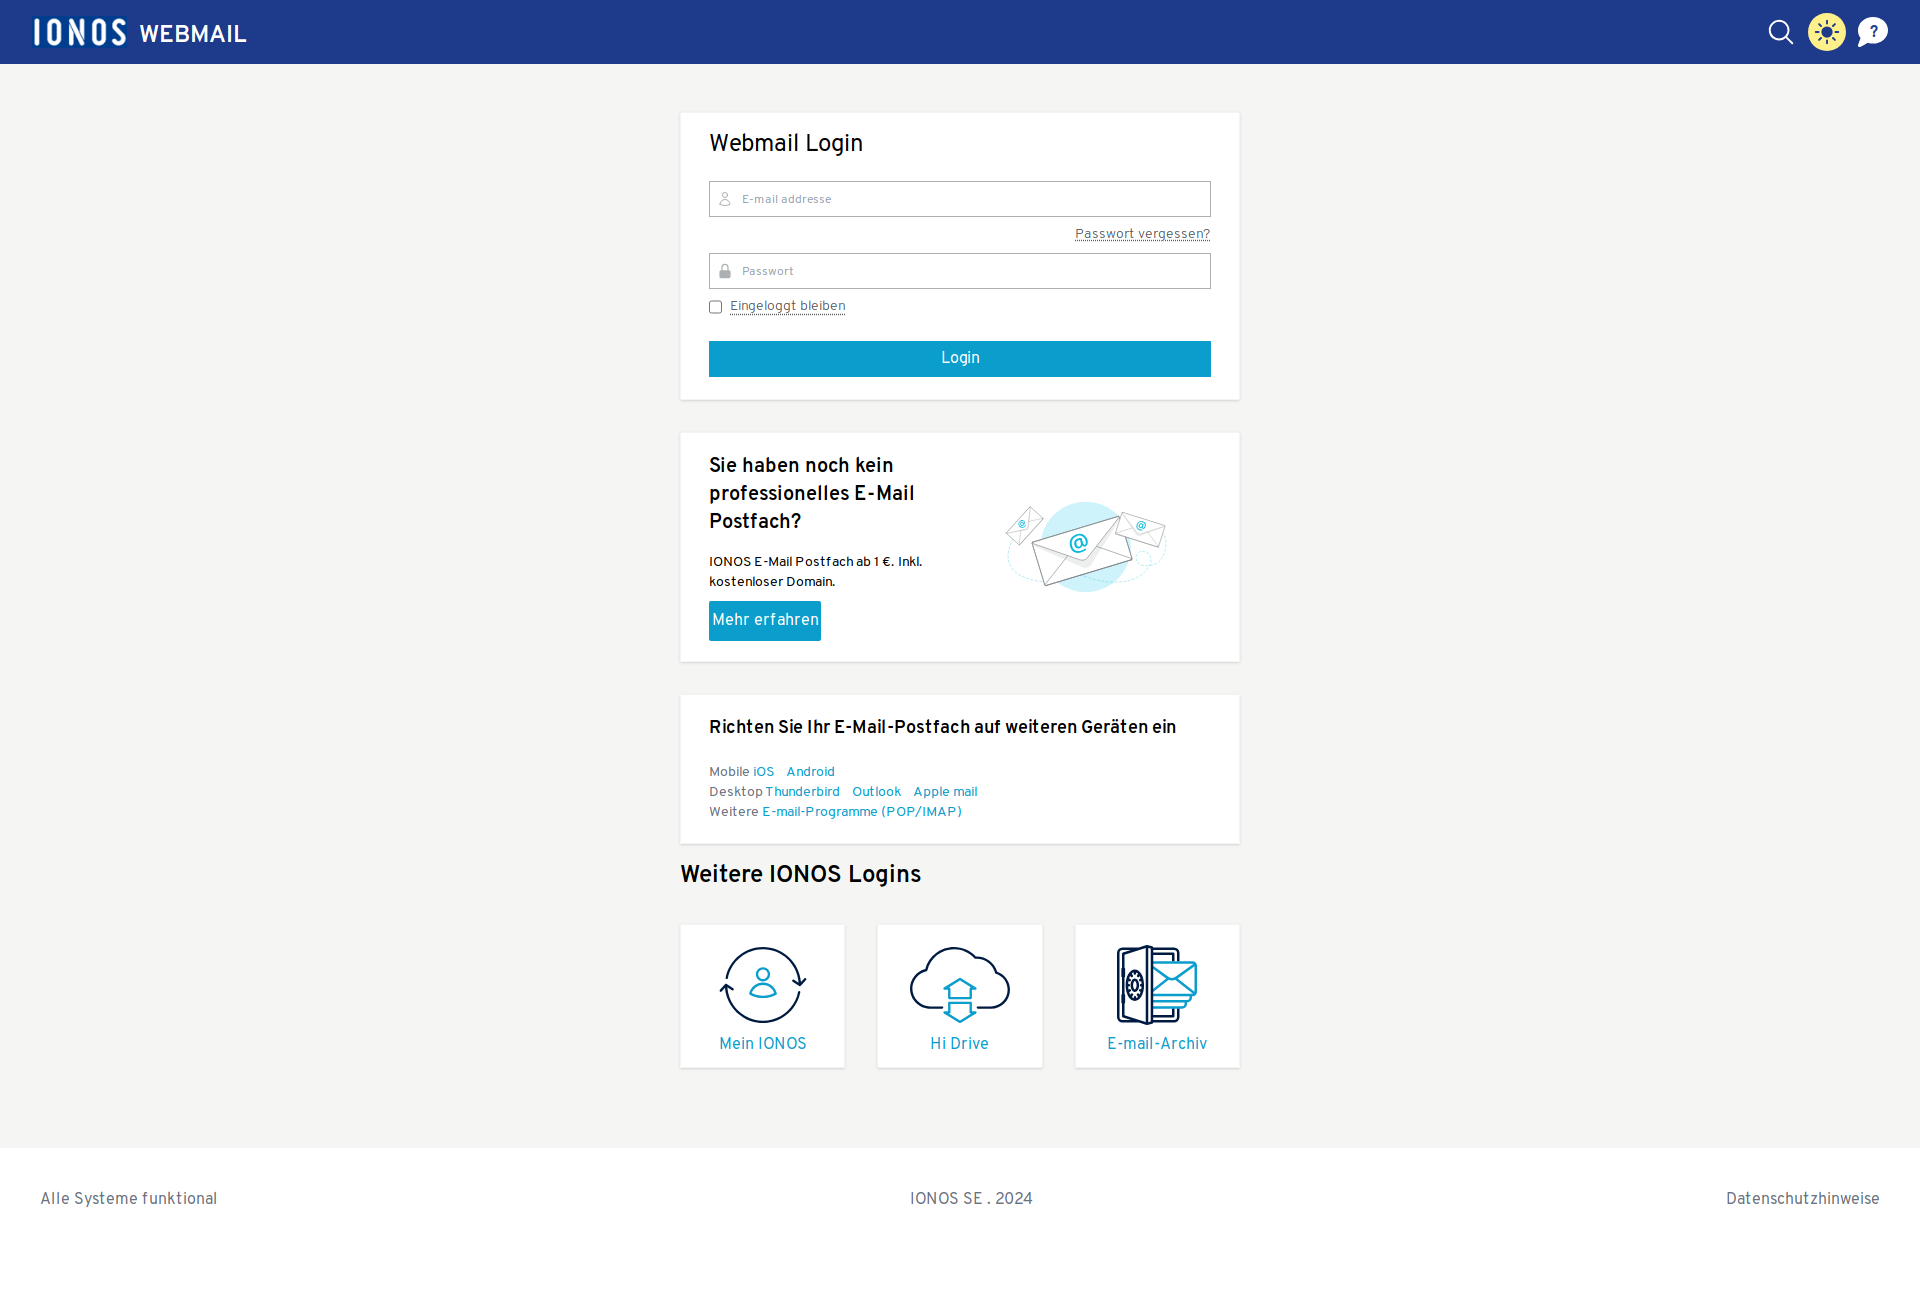 IONOS WEBMAIL
?
Webmail Login
E-mail addresse
Passwort vergessen?
Passwort
Eingeloggt bleiben
Login
Sie haben noch kein
professionelles E-Mail
Postfach?
IONOS E-Mail Postfach ab 1 €. Inkl.
kostenloser Domain.
@ @ @
Mehr erfahren
Richten Sie Ihr E-Mail-Postfach auf weiteren Geräten ein
Mobile iOS Android
Desktop Thunderbird Outlook Apple mail
Weitere E-mail-Programme (POP/IMAP)
Weitere IONOS Logins
Mein IONOS
Hi Drive
E-mail-Archiv
Alle Systeme funktional
IONOS SE . 2024
Datenschutzhinweise